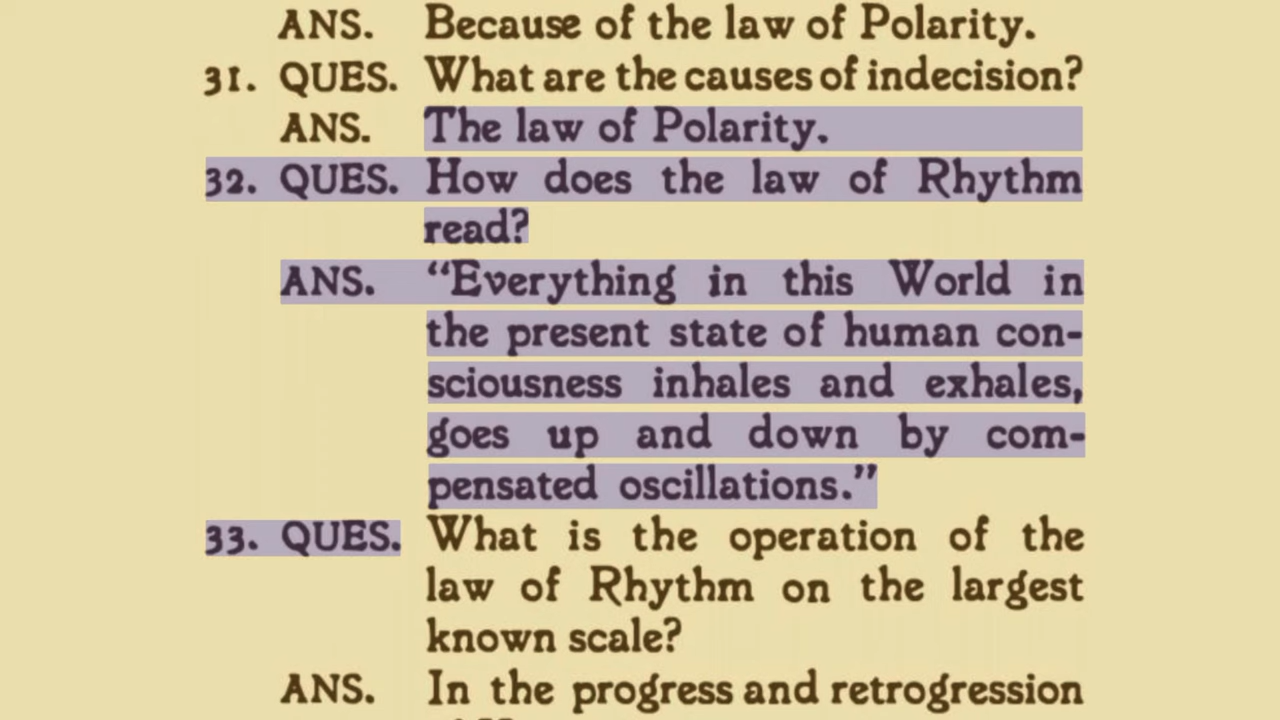 ANS. Because of the law of Polarity.
31. QUES. What are the causes of indecision?
ANS. The law of Polarity.
32. QUES. How does the law of Rhythm
read?
ANS. “Everything in this World in
the present state of human con-
sciousness inhales and exhales,
goes up and down by com-
pensated oscillations.”
33. QUES. What is the operation of the
law of Rhythm on the largest
known scale?
ANS. In the progress and retrogression